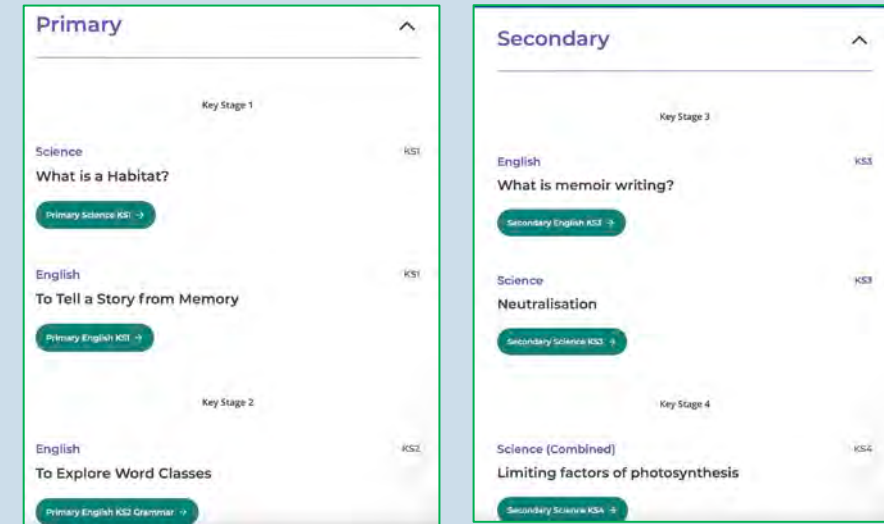 Primary
Key Stage 1
Science KS1
What is a Habitat?
Primary Science KS1 →
English KS1
To Tell a Story from Memory
Primary English KS1 →
Key Stage 2
English KS2
To Explore Word Classes
Primary English KS2 Grammar →
Secondary
Key Stage 3
English KS3
What is memoir writing?
Secondary English KS3 →
Science KS3
Neutralisation
Secondary Science KS3 →
Key Stage 4
Science (Combined) KS4
Limiting factors of photosynthesis
Secondary Science KS4 →